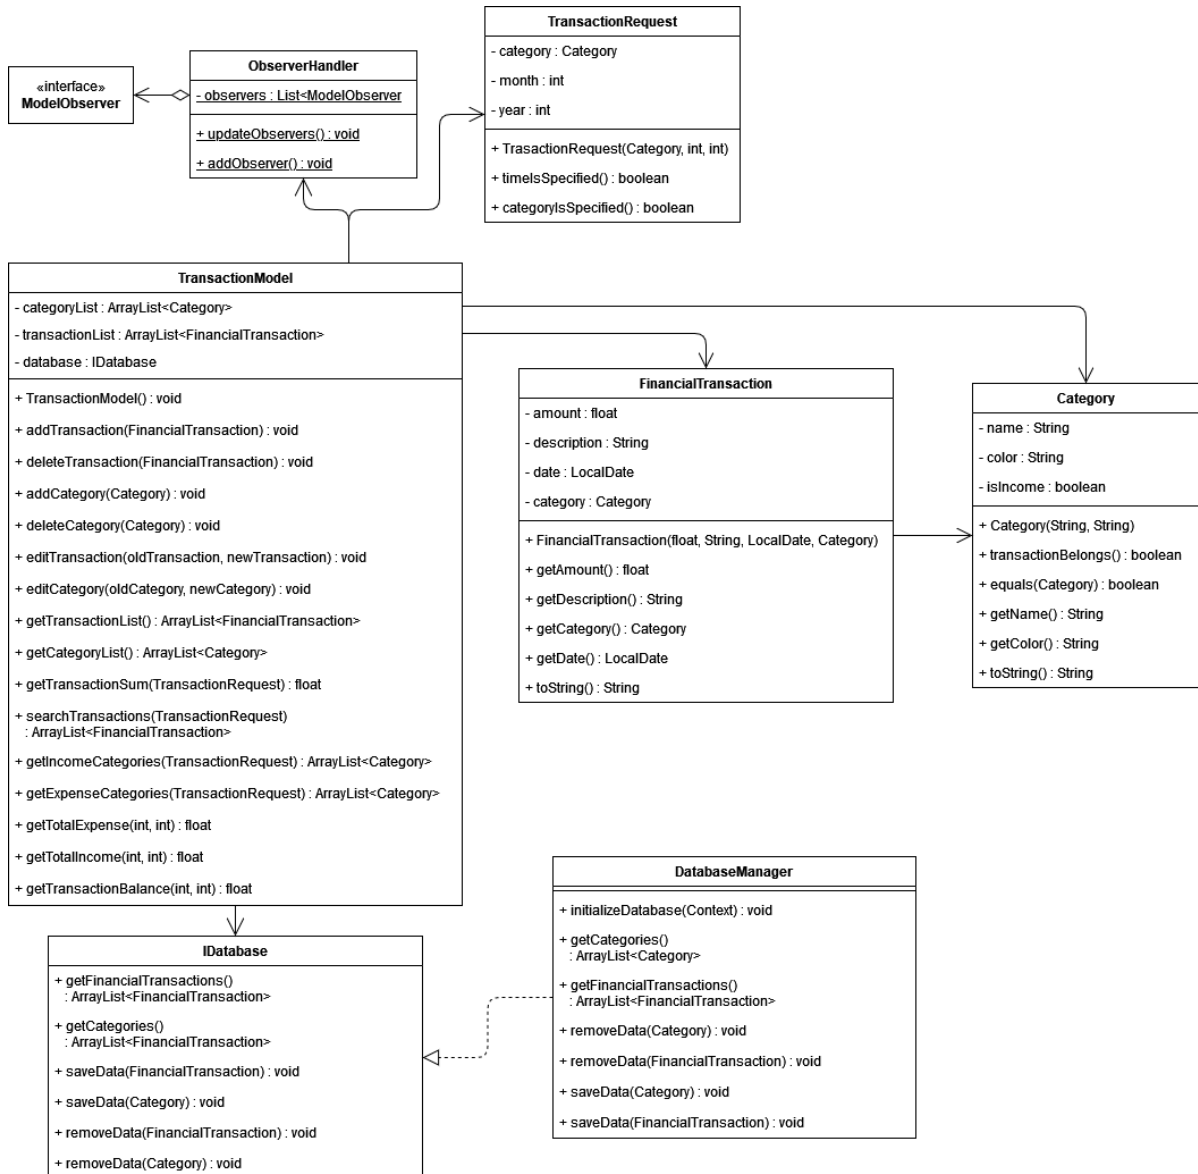 TransactionRequest
- category : Category
- month : int
- year : int
+ TrasactionRequest(Category, int, int)
+ timeIsSpecified() : boolean
+ categoryIsSpecified() : boolean
ObserverHandler
- observers : List<ModelObserver
+ updateObservers() : void
+ addObserver() : void
«interface»
ModelObserver
TransactionModel
- categoryList : ArrayList<Category>
- transactionList : ArrayList<FinancialTransaction>
- database : IDatabase
+ TransactionModel() : void
+ addTransaction(FinancialTransaction) : void
+ deleteTransaction(FinancialTransaction) : void
+ addCategory(Category) : void
+ deleteCategory(Category) : void
+ editTransaction(oldTransaction, newTransaction) : void
+ editCategory(oldCategory, newCategory) : void
+ getTransactionList() : ArrayList<FinancialTransaction>
+ getCategoryList() : ArrayList<Category>
+ getTransactionSum(TransactionRequest) : float
+ searchTransactions(TransactionRequest)
: ArrayList<FinancialTransaction>
+ getIncomeCategories(TransactionRequest) : ArrayList<Category>
+ getExpenseCategories(TransactionRequest) : ArrayList<Category>
+ getTotalExpense(int, int) : float
+ getTotalIncome(int, int) : float
+ getTransactionBalance(int, int) : float
FinancialTransaction
- amount : float
- description : String
- date : LocalDate
- category : Category
+ FinancialTransaction(float, String, LocalDate, Category)
+ getAmount() : float
+ getDescription() : String
+ getCategory() : Category
+ getDate() : LocalDate
+ toString() : String
Category
- name : String
- color : String
- isIncome : boolean
+ Category(String, String)
+ transactionBelongs() : boolean
+ equals(Category) : boolean
+ getName() : String
+ getColor() : String
+ toString() : String
IDatabase
+ getFinancialTransactions()
: ArrayList<FinancialTransaction>
+ getCategories()
: ArrayList<FinancialTransaction>
+ saveData(FinancialTransaction) : void
+ saveData(Category) : void
+ removeData(FinancialTransaction) : void
+ removeData(Category) : void
DatabaseManager
+ initializeDatabase(Context) : void
+ getCategories()
: ArrayList<Category>
+ getFinancialTransactions()
: ArrayList<FinancialTransaction>
+ removeData(Category) : void
+ removeData(FinancialTransaction) : void
+ saveData(Category) : void
+ saveData(FinancialTransaction) : void